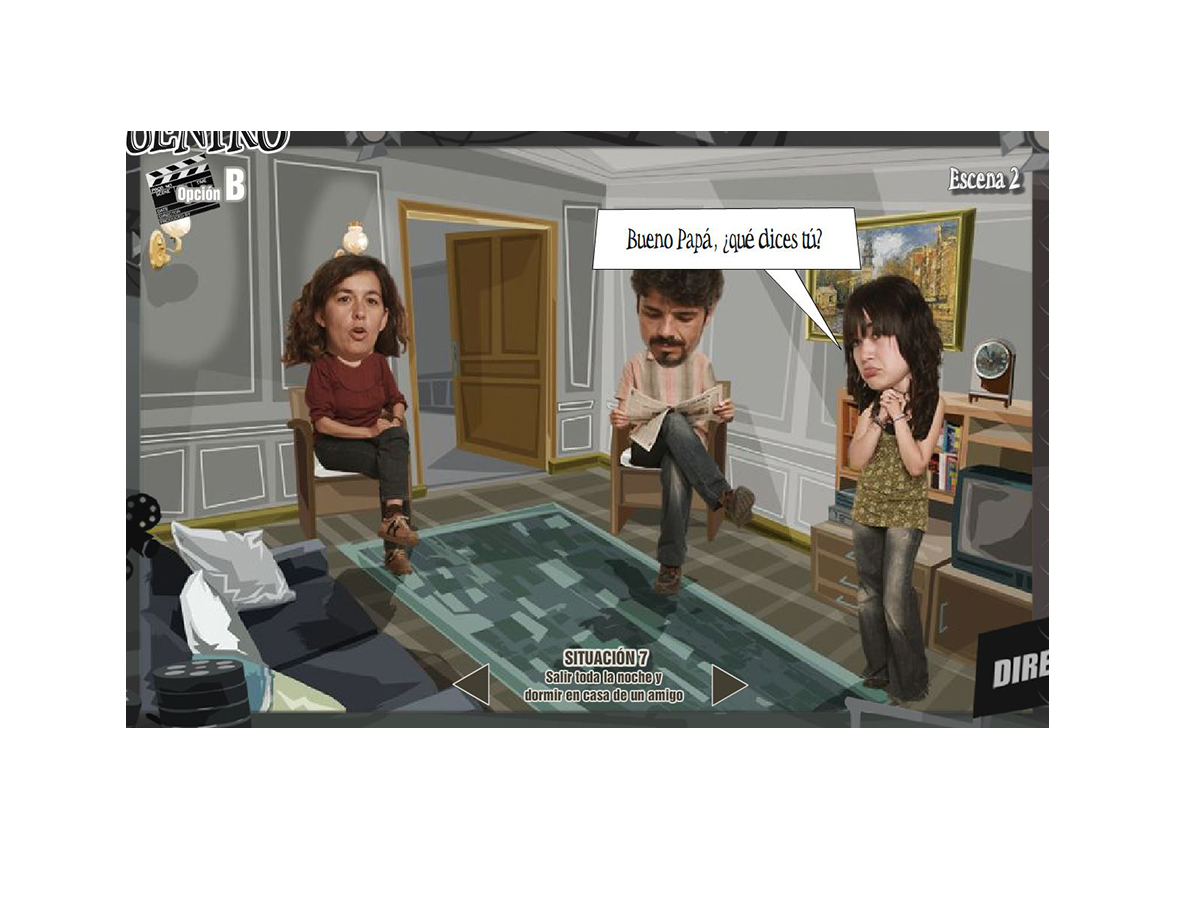 Opción B
Escena 2
Bueno Papá, ¿qué dices tú?
SITUACIÓN 7
Salir toda la noche y
dormir en casa de un amigo